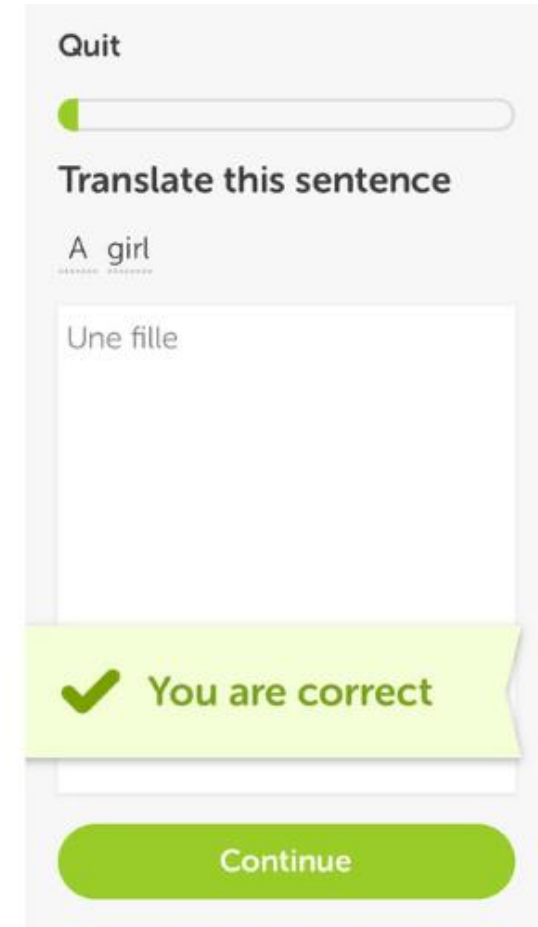 Quit
Translate this sentence
A girl
Une fille
You are correct
Continue